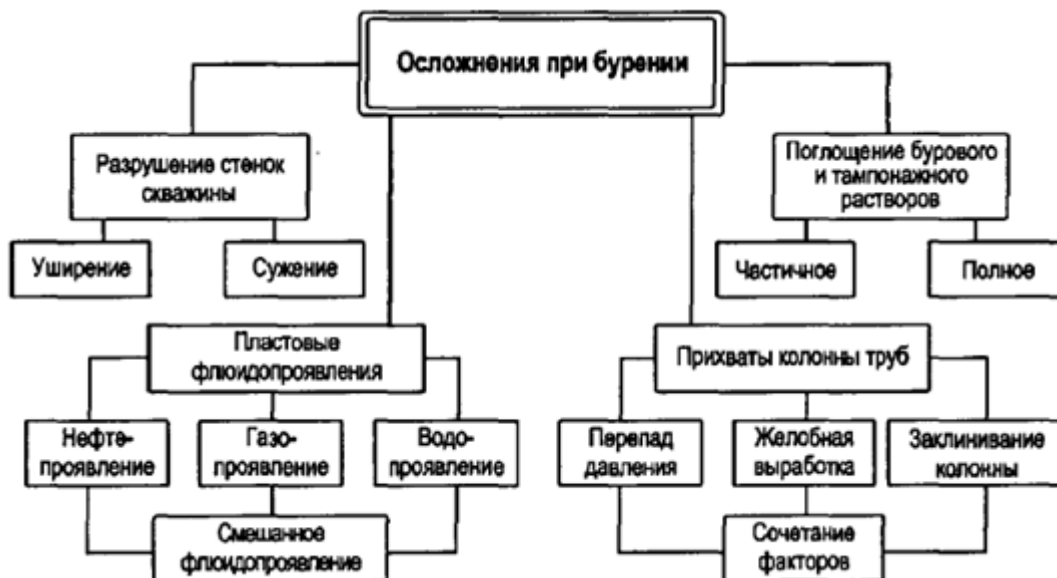 Осложнения при бурении
Разрушение стенок
скважины
Поглощение бурового
и тампонажного
растворов
Уширение
Сужение
Частичное
Полное
Пластовые
флюидопроявления
Прихваты колонны труб
Нефте-
проявление
Газо-
проявление
Водо-
проявление
Перепад
давления
Желобная
выработка
Заклинивание
колонны
Смешанное
флюидопроявление
Сочетание
факторов